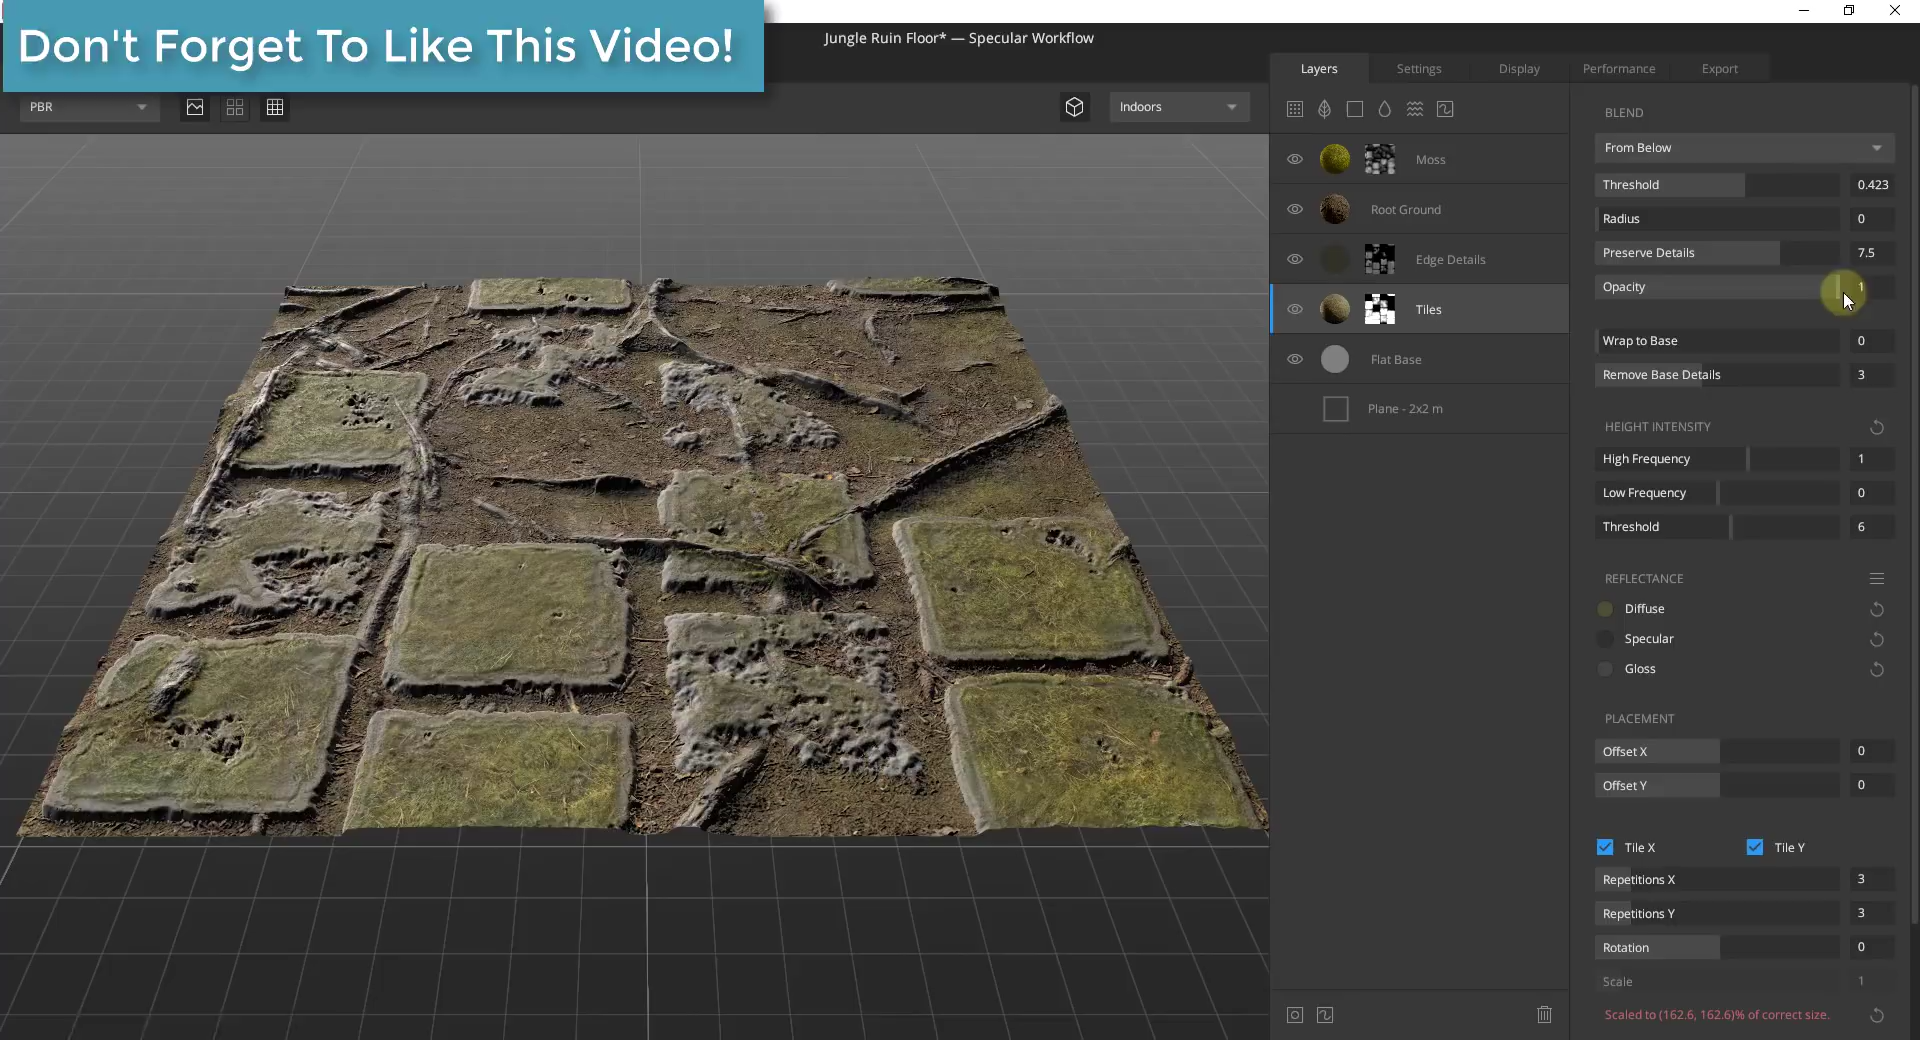 Don't Forget To Like This Video!
Jungle Ruin Floor* — Specular Workflow
Layers Settings Display Performance Export
PBR
Indoors
Moss
Root Ground
Edge Details
Tiles
Flat Base
Plane - 2x2 m
BLEND
From Below
Threshold 0.423
Radius 0
Preserve Details 7.5
Opacity 1
Wrap to Base 0
Remove Base Details 3
HEIGHT INTENSITY
High Frequency 1
Low Frequency 0
Threshold 6
REFLECTANCE
Diffuse
Specular
Gloss
PLACEMENT
Offset X 0
Offset Y 0
Tile X Tile Y
Repetitions X 3
Repetitions Y 3
Rotation 0
Scale 1
Scaled to (162.6, 162.6)% of correct size.